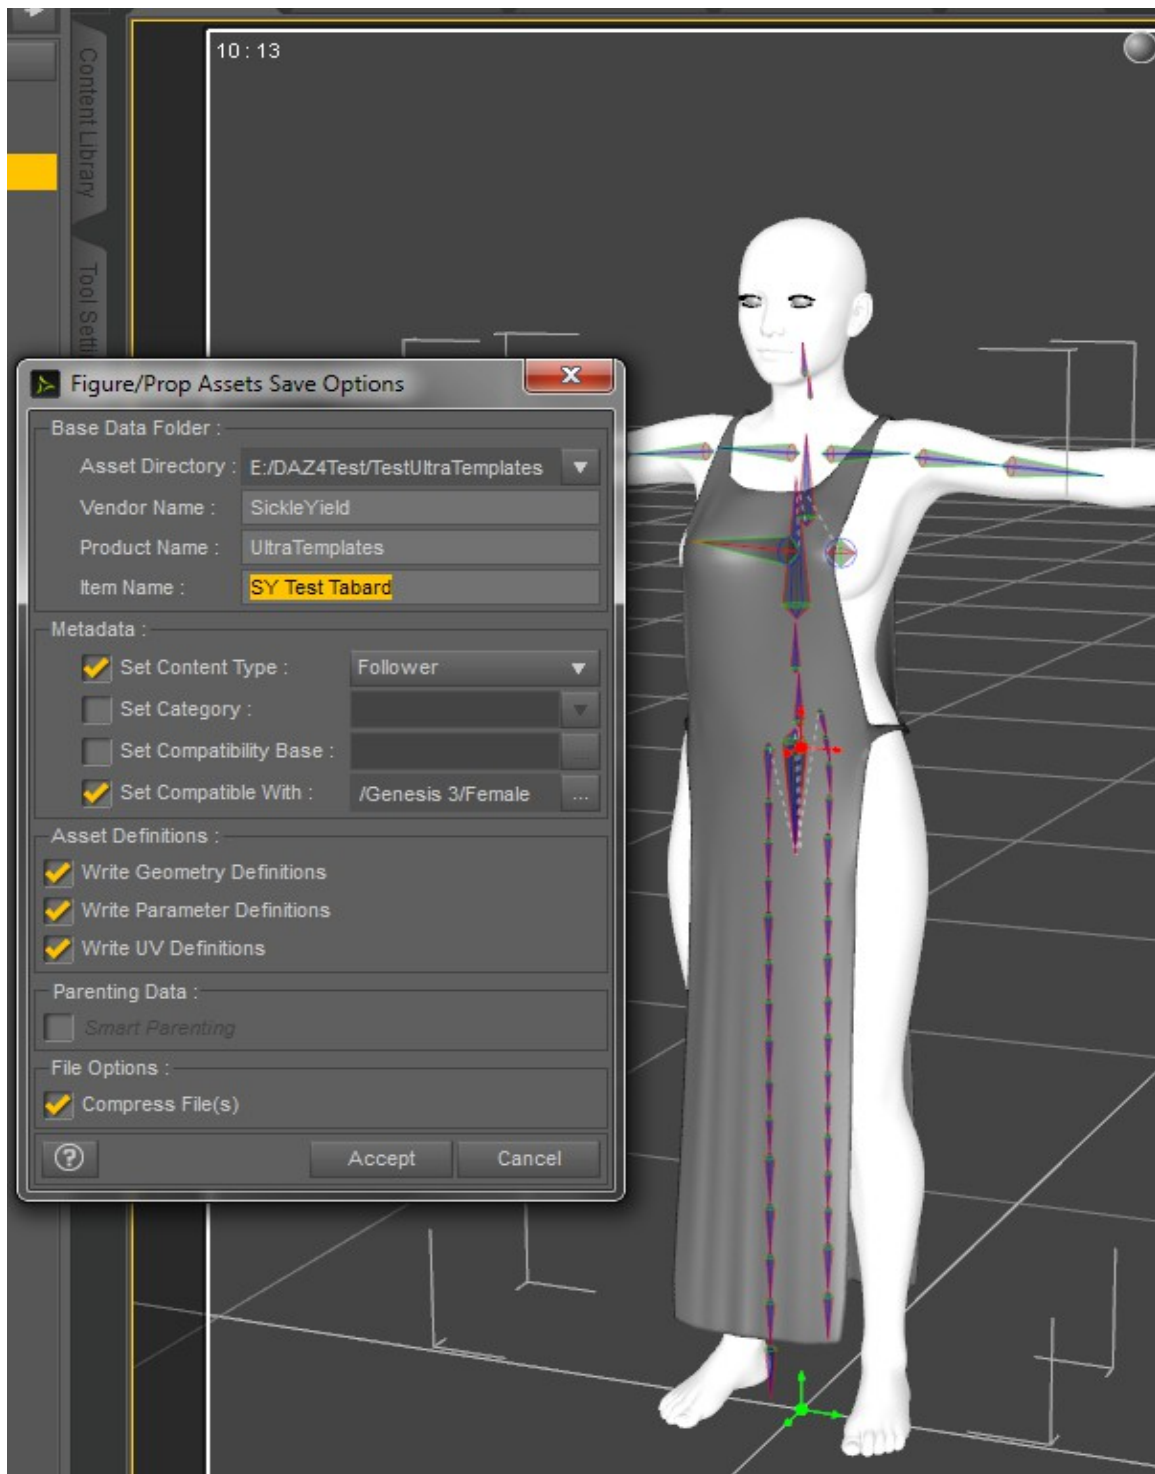 10 : 13
Content Library
Tool Setti
Figure/Prop Assets Save Options
Base Data Folder :
Asset Directory : E:/DAZ4Test/TestUltraTemplates
Vendor Name : SickleYield
Product Name : UltraTemplates
Item Name : SY Test Tabard
Metadata :
Set Content Type : Follower
Set Category :
Set Compatibility Base : ...
Set Compatible With : /Genesis 3/Female ...
Asset Definitions :
Write Geometry Definitions
Write Parameter Definitions
Write UV Definitions
Parenting Data :
Smart Parenting
File Options :
Compress File(s)
? Accept Cancel